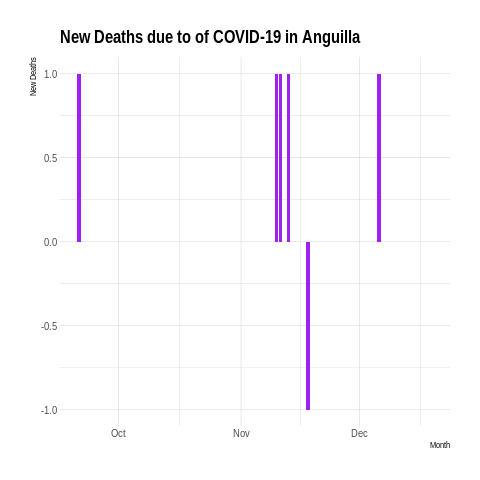 New Deaths due to of COVID-19 in Anguilla
New Deaths
1.0
0.5
0.0
-0.5
-1.0
Oct Nov Dec
Month